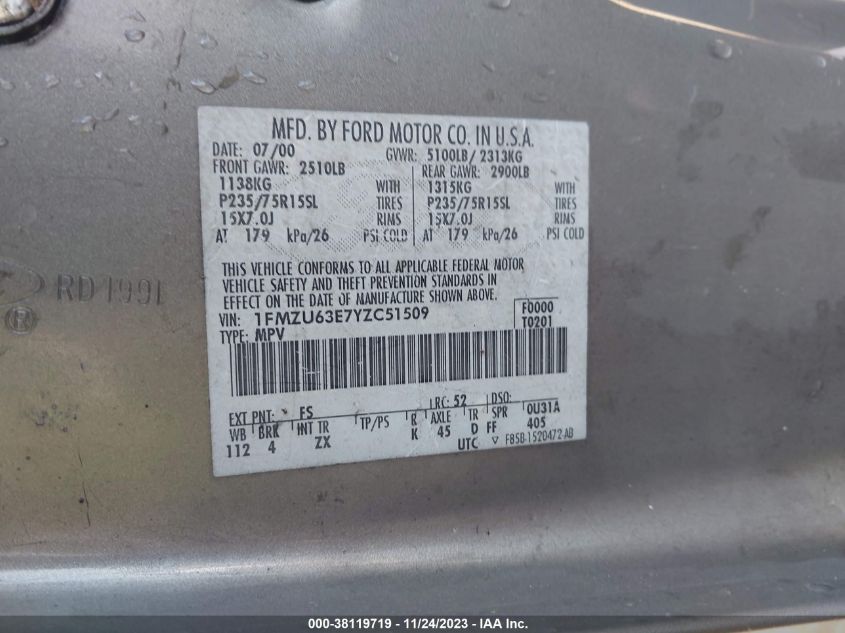 MFD. BY FORD MOTOR CO. IN U.S.A.
DATE: 07/00 GVWR: 5100LB/ 2313KG
FRONT GAWR: 2510LB REAR GAWR: 2900LB
1138KG WITH 1315KG WITH
P235/75R15SL TIRES P235/75R15SL TIRES
15X7.0J RIMS 15X7.0J RIMS
AT 179 kPa/26 PSI COLD AT 179 kPa/26 PSI COLD
THIS VEHICLE CONFORMS TO ALL APPLICABLE FEDERAL MOTOR
VEHICLE SAFETY AND THEFT PREVENTION STANDARDS IN
EFFECT ON THE DATE OF MANUFACTURE SHOWN ABOVE.
VIN: 1FMZU63E7YZC51509 F0000
TYPE: MPV T0201
RD1991
®
EXT PNT: FS RC: 52 DSO:
WB BRK INT TR TP/PS R AXLE TR SPR 0U31A
112 4 ZX K 45 D FF 405
UTC ▽ F85B-1520472-AB
000-38119719 - 11/24/2023 - IAA Inc.